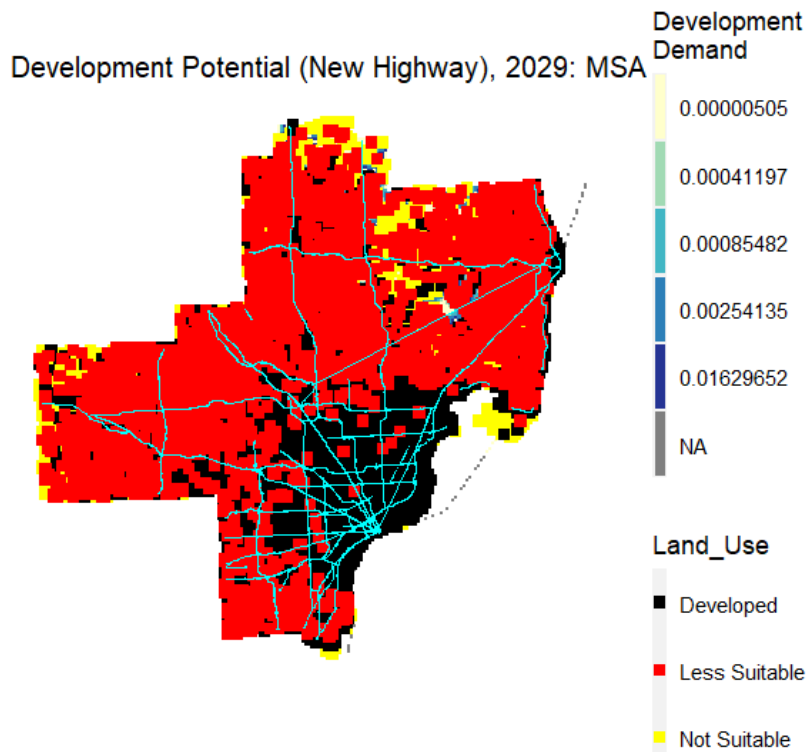 Development Potential (New Highway), 2029: MSA
Development
Demand
0.00000505
0.00041197
0.00085482
0.00254135
0.01629652
NA
Land_Use
Developed
Less Suitable
Not Suitable